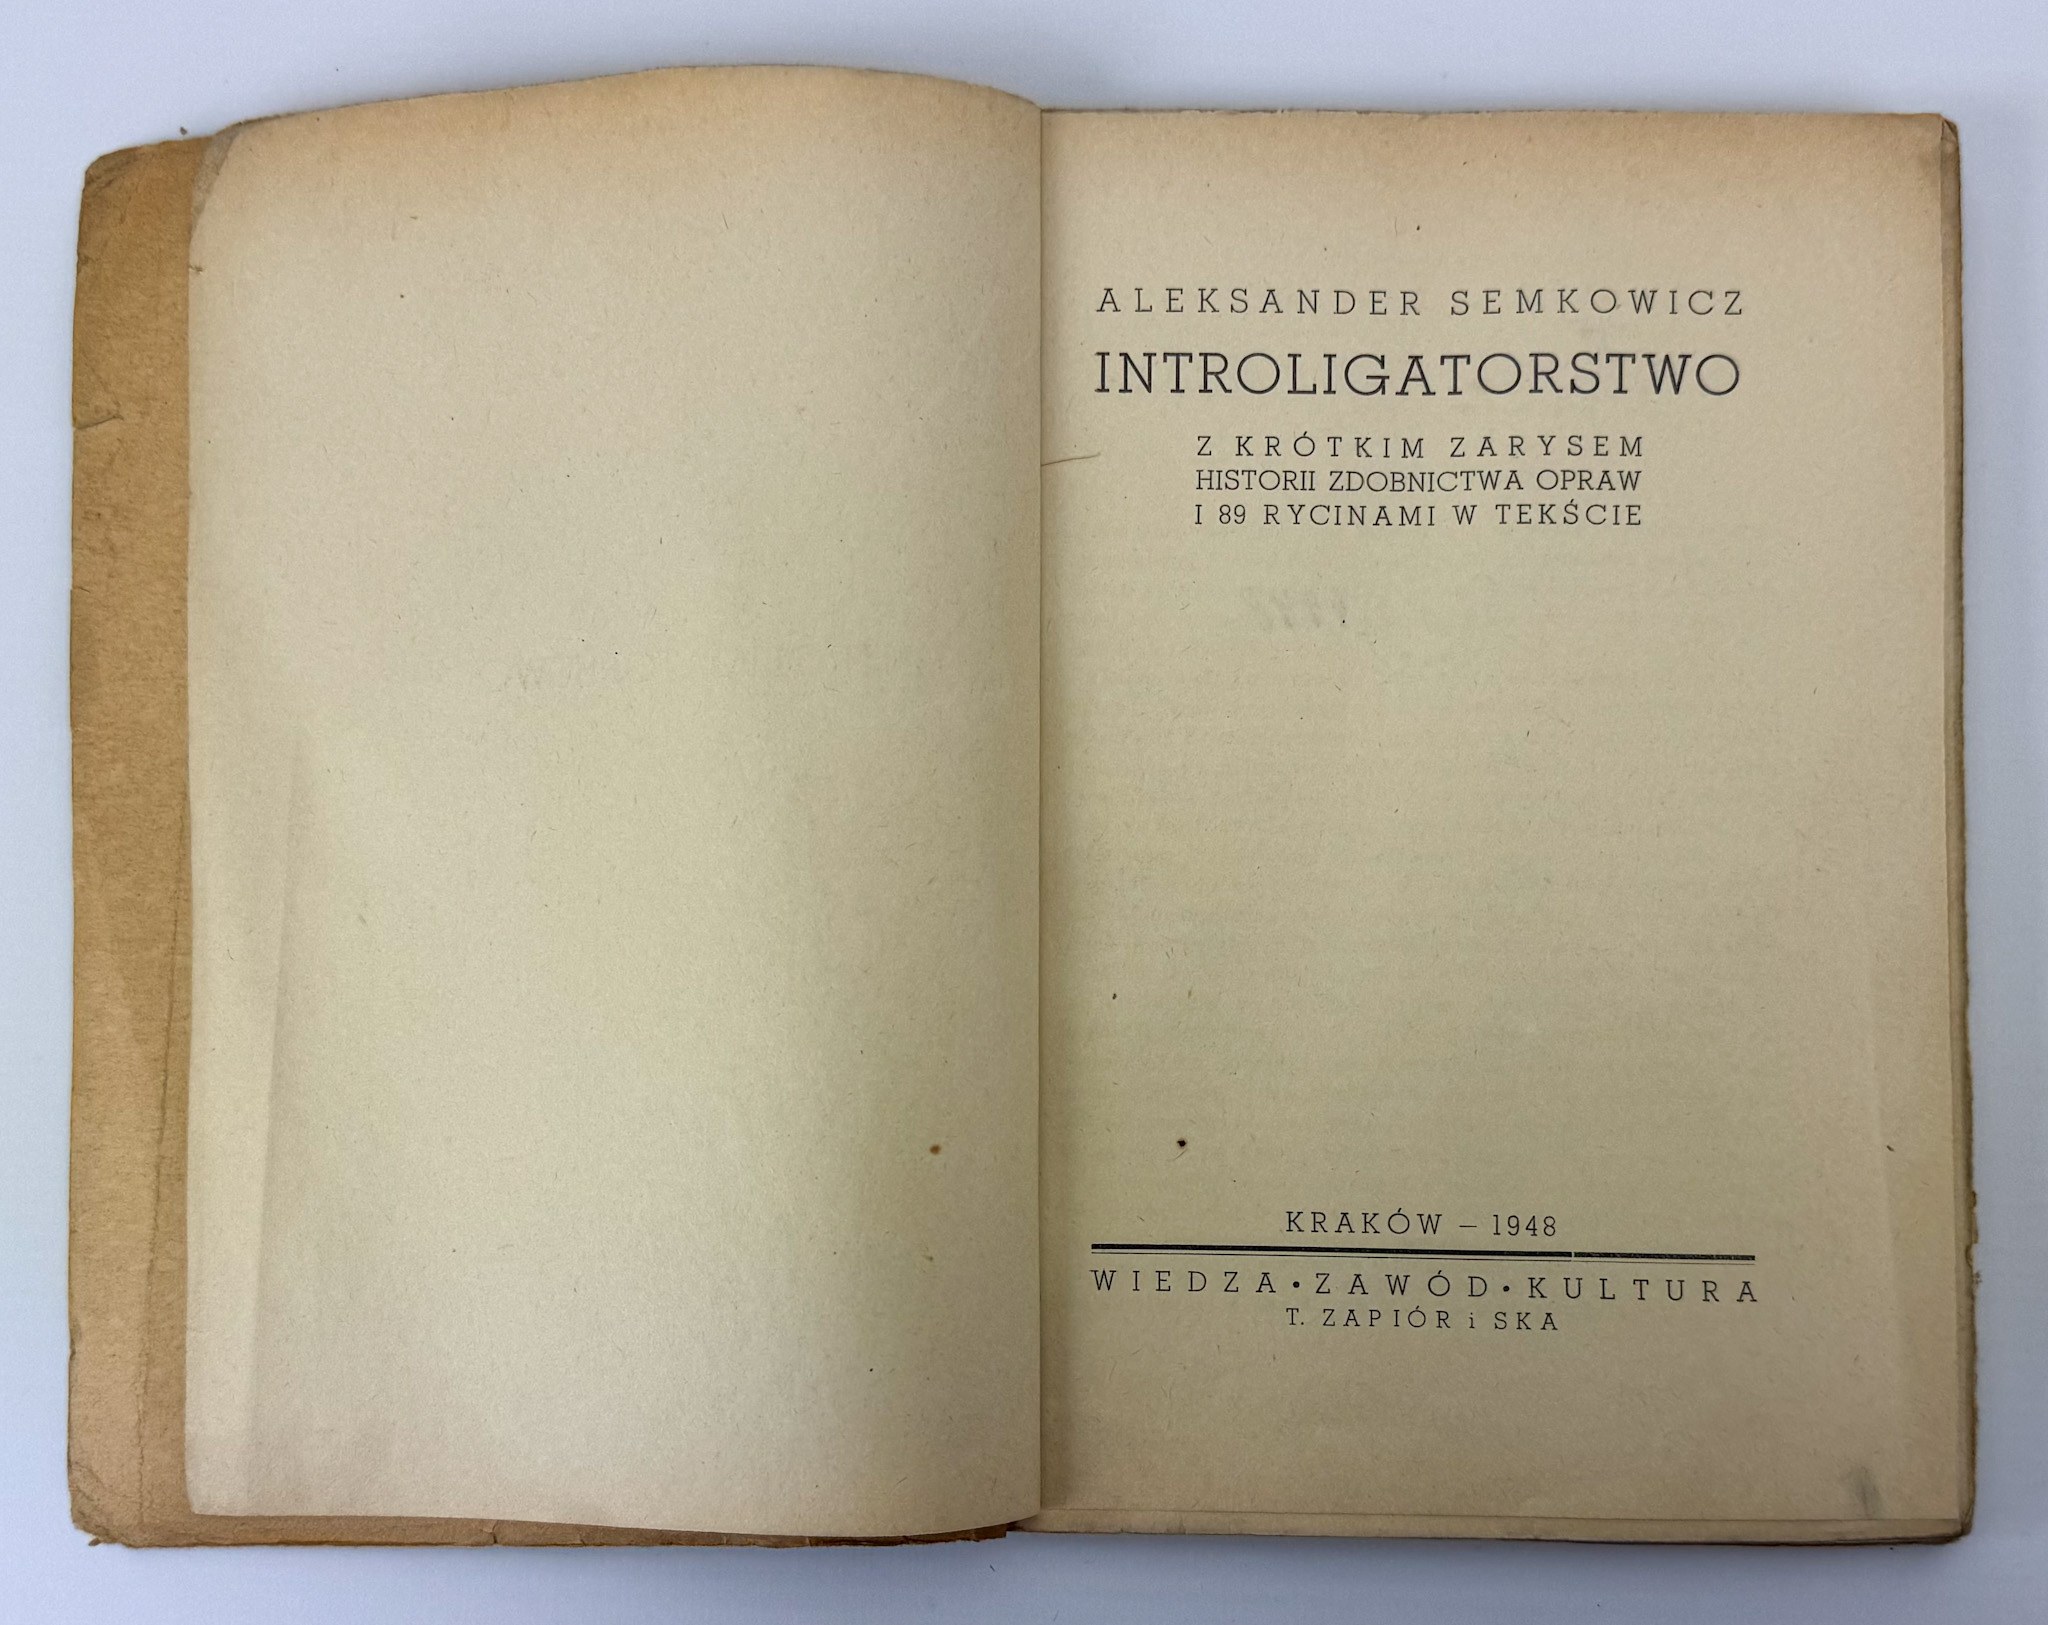 ALEKSANDER SEMKOWICZ
INTROLIGATORSTWO
Z KRÓTKIM ZARYSEM
HISTORII ZDOBNICTWA OPRAW
I 89 RYCINAMI W TEKŚCIE
KRAKÓW – 1948
WIEDZA • ZAWÓD • KULTURA
T. ZAPIÓR i SKA